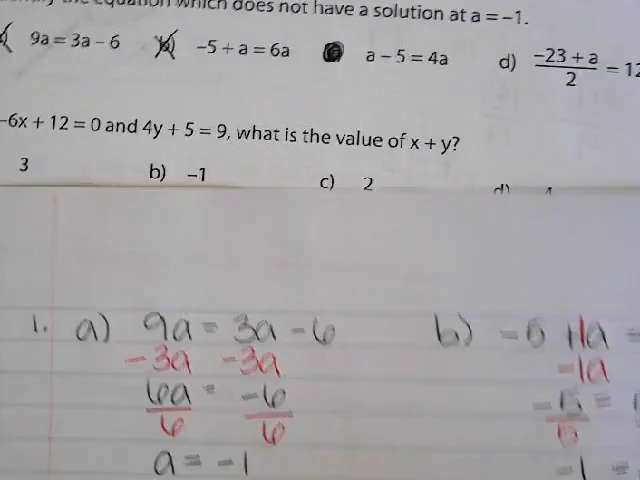 the equation which does not have a solution at a = -1.
9a = 3a - 6 -5 + a = 6a a - 5 = 4a d) -23 + a / 2 = 12
-6x + 12 = 0 and 4y + 5 = 9, what is the value of x + y?
3 b) -1 c) 2 d)
1. a) 9a = 3a - 6 b) -5 + 1a =
-3a -3a -1a
6a = -6 =
6 6
a = -1 -1 =